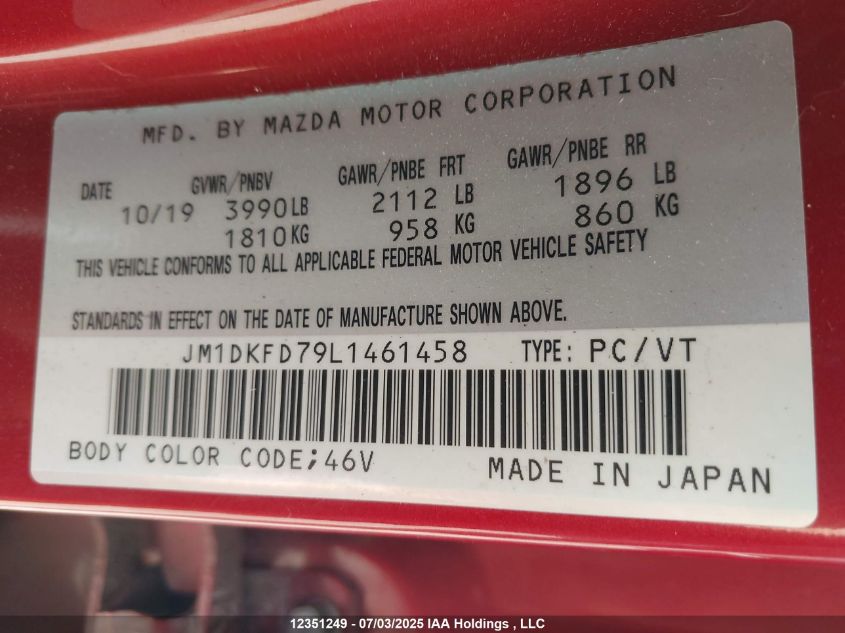 MFD. BY MAZDA MOTOR CORPORATION
DATE GVWR/PNBV GAWR/PNBE FRT GAWR/PNBE RR
10/19 3990LB 2112 LB 1896 LB
1810KG 958 KG 860 KG
THIS VEHICLE CONFORMS TO ALL APPLICABLE FEDERAL MOTOR VEHICLE SAFETY
STANDARDS IN EFFECT ON THE DATE OF MANUFACTURE SHOWN ABOVE.
JM1DKFD79L1461458 TYPE: PC/VT
BODY COLOR CODE;46V MADE IN JAPAN
12351249 - 07/03/2025 IAA Holdings , LLC